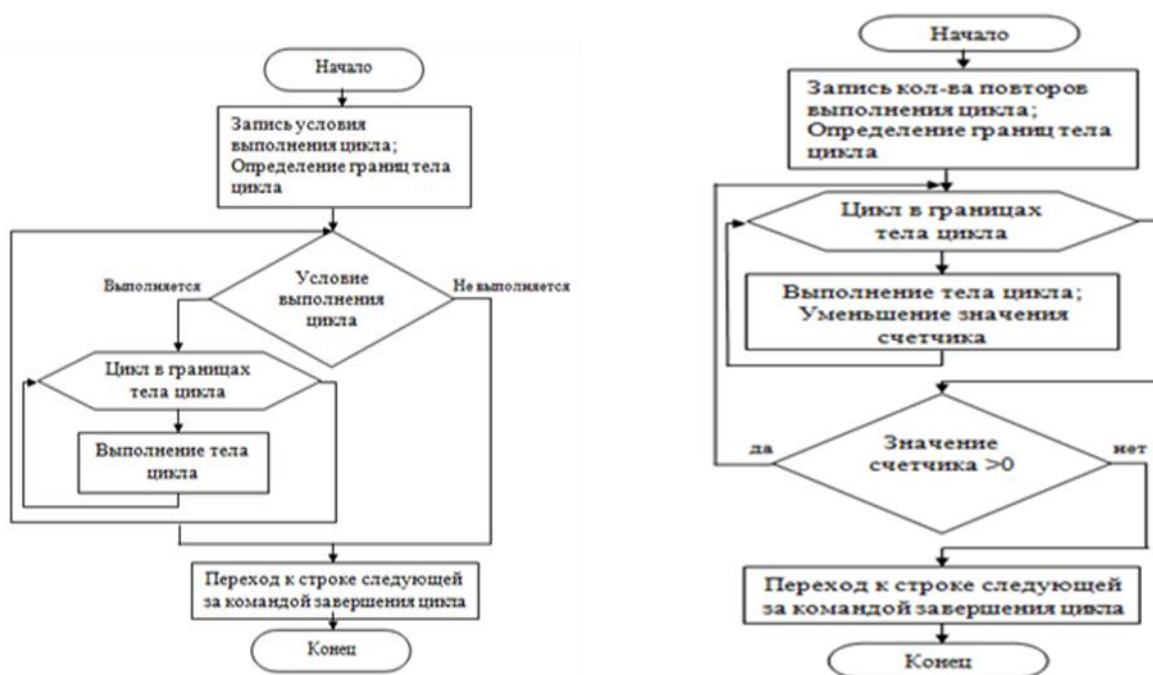 Начало
Запись условия
выполнения цикла;
Определение границ тела
цикла
Выполняется
Условие
выполнения
цикла
Не выполняется
Цикл в границах
тела цикла
Выполнение тела
цикла
Переход к строке следующей
за командой завершения цикла
Конец
Начало
Запись кол-ва повторов
выполнения цикла;
Определение границ тела
цикла
Цикл в границах
тела цикла
Выполнение тела цикла;
Уменьшение значения
счетчика
да
Значение
счетчика >0
нет
Переход к строке следующей
за командой завершения цикла
Конец